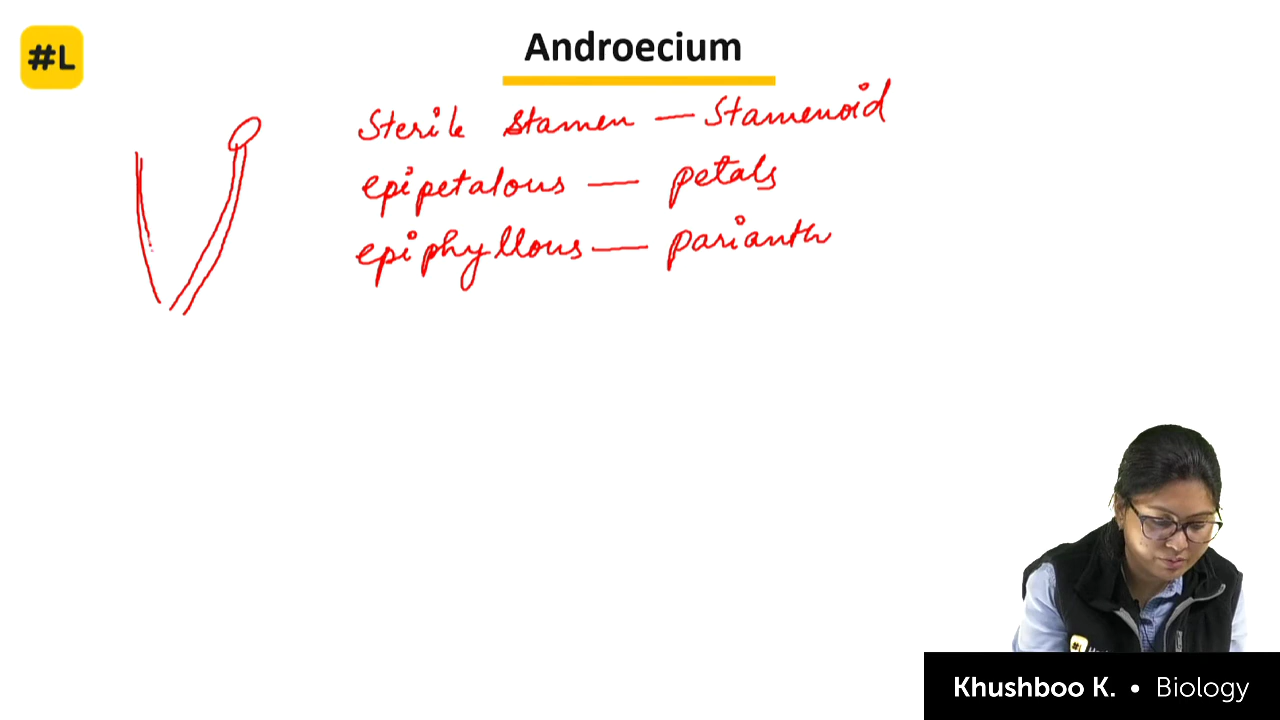 #L
Androecium
Sterile stamen — Stamenoid
epipetalous — petals
epiphyllous — parianth
Khushboo K. • Biology